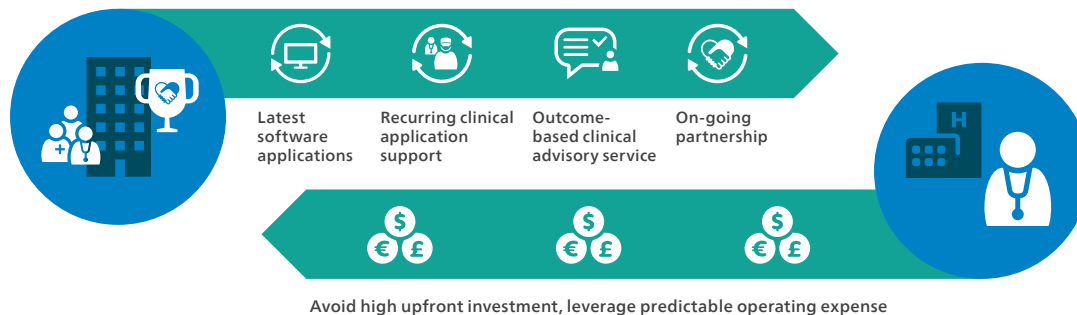 Latest
software
applications
Recurring clinical
application
support
Outcome-
based clinical
advisory service
On-going
partnership
H
$ $ $
€ £ € £ € £
Avoid high upfront investment, leverage predictable operating expense